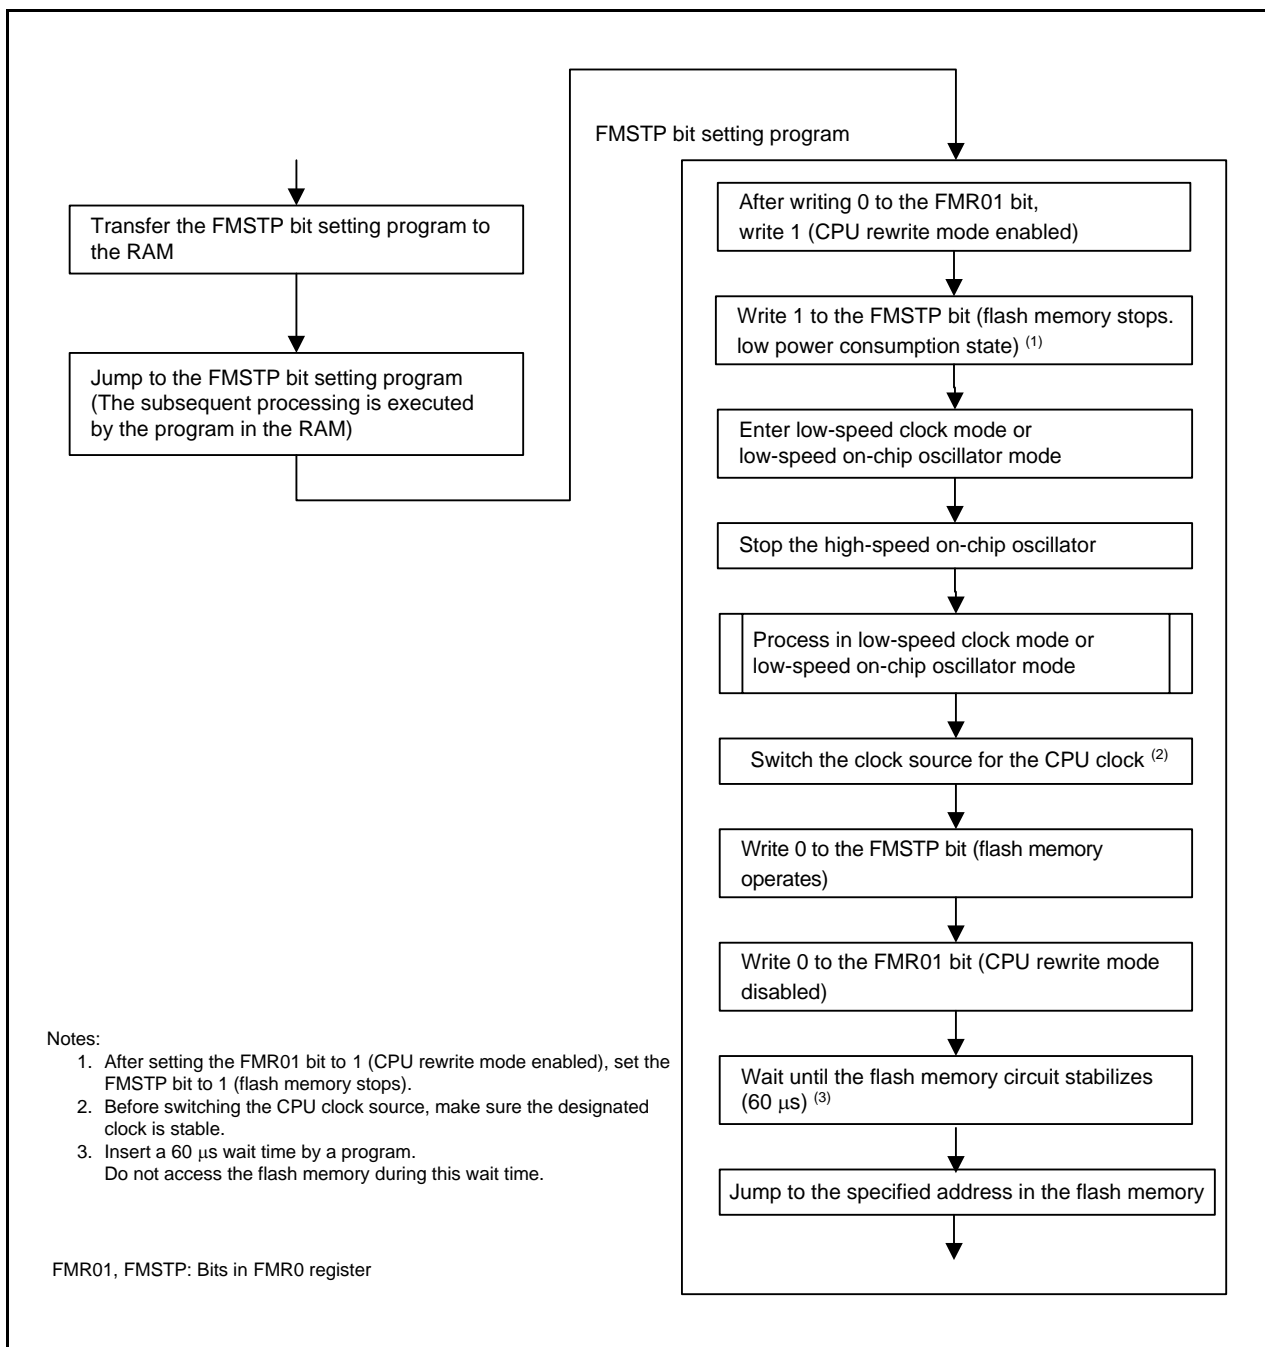 Transfer the FMSTP bit setting program to
the RAM
Jump to the FMSTP bit setting program
(The subsequent processing is executed
by the program in the RAM)
FMSTP bit setting program
After writing 0 to the FMR01 bit,
write 1 (CPU rewrite mode enabled)
Write 1 to the FMSTP bit (flash memory stops.
low power consumption state) (1)
Enter low-speed clock mode or
low-speed on-chip oscillator mode
Stop the high-speed on-chip oscillator
Process in low-speed clock mode or
low-speed on-chip oscillator mode
Switch the clock source for the CPU clock (2)
Write 0 to the FMSTP bit (flash memory
operates)
Write 0 to the FMR01 bit (CPU rewrite mode
disabled)
Wait until the flash memory circuit stabilizes
(60 μs) (3)
Jump to the specified address in the flash memory
Notes:
1. After setting the FMR01 bit to 1 (CPU rewrite mode enabled), set the
FMSTP bit to 1 (flash memory stops).
2. Before switching the CPU clock source, make sure the designated
clock is stable.
3. Insert a 60 μs wait time by a program.
Do not access the flash memory during this wait time.
FMR01, FMSTP: Bits in FMR0 register